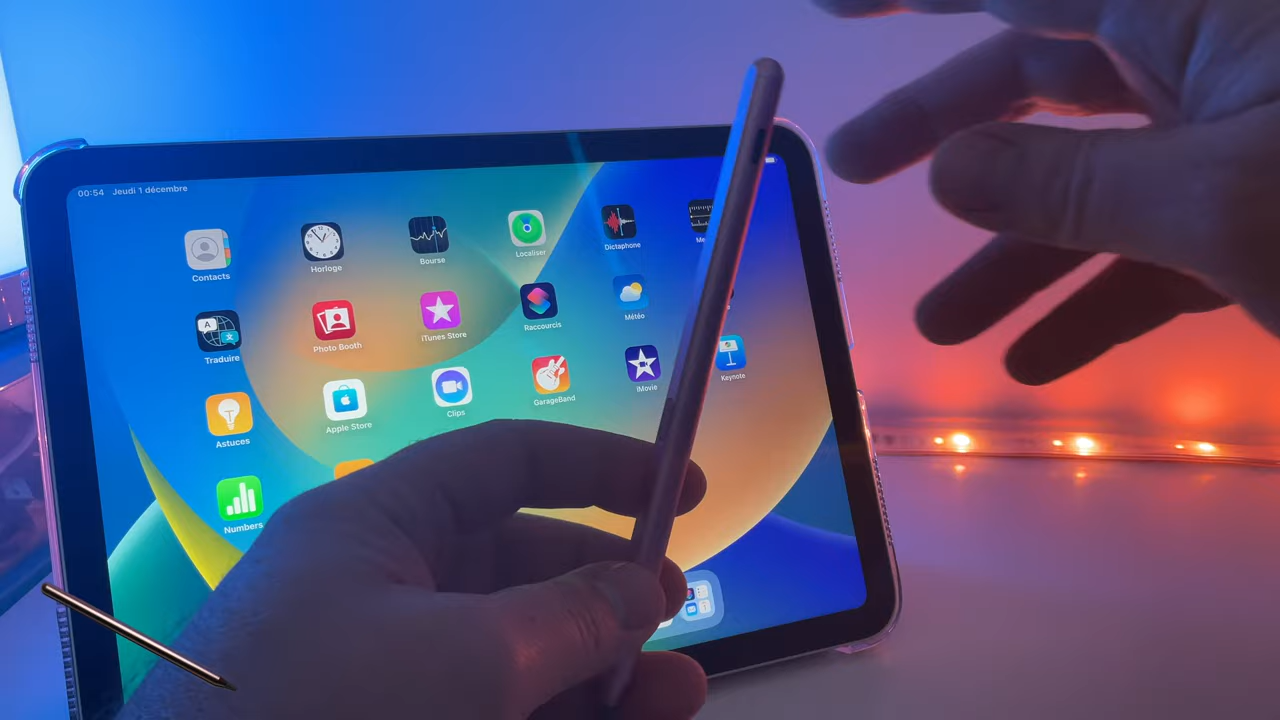 00:54 Jeudi 1 décembre
Contacts
Horloge
Bourse
Localiser
Dictaphone
Traduire
Photo Booth
iTunes Store
Raccourcis
Météo
Astuces
Apple Store
Clips
GarageBand
iMovie
Keynote
Numbers